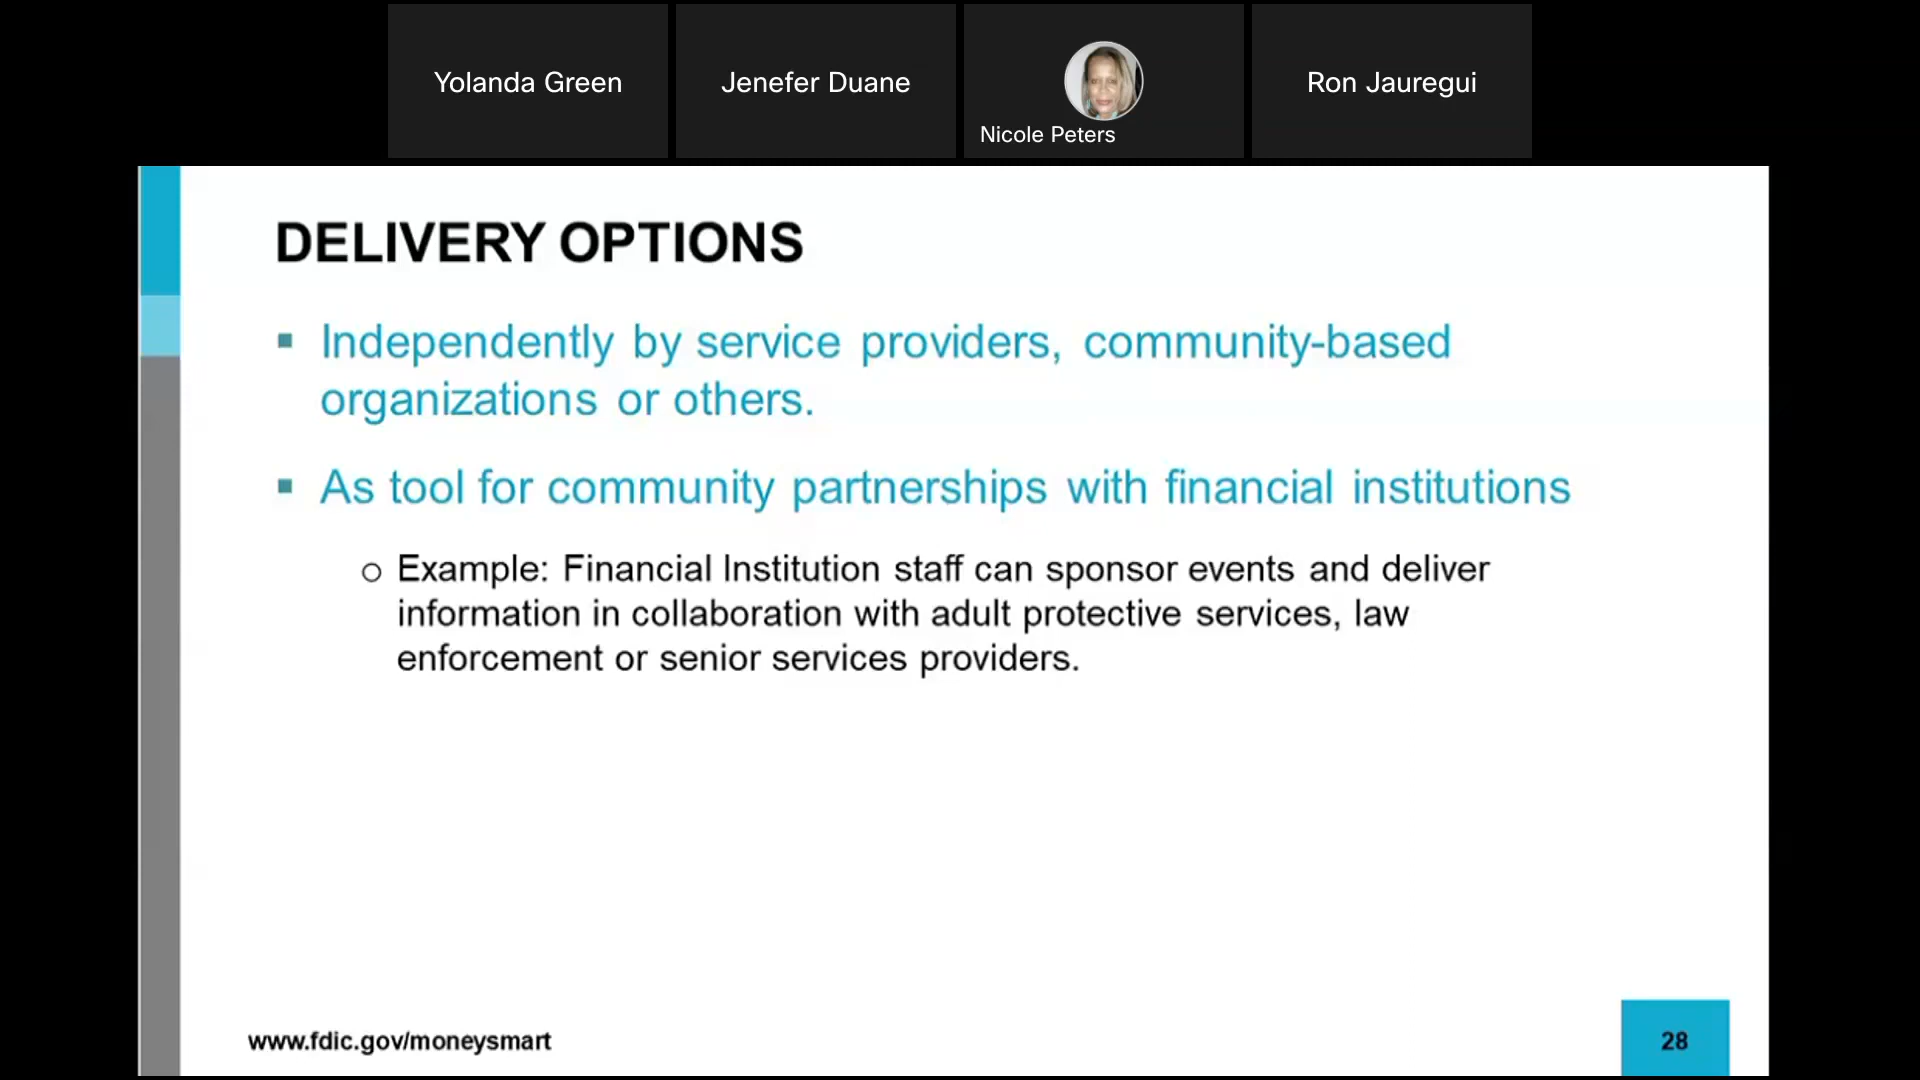 Yolanda Green
Jenefer Duane
Nicole Peters
Ron Jauregui
DELIVERY OPTIONS
▪ Independently by service providers, community-based
organizations or others.
▪ As tool for community partnerships with financial institutions
o Example: Financial Institution staff can sponsor events and deliver
information in collaboration with adult protective services, law
enforcement or senior services providers.
www.fdic.gov/moneysmart
28